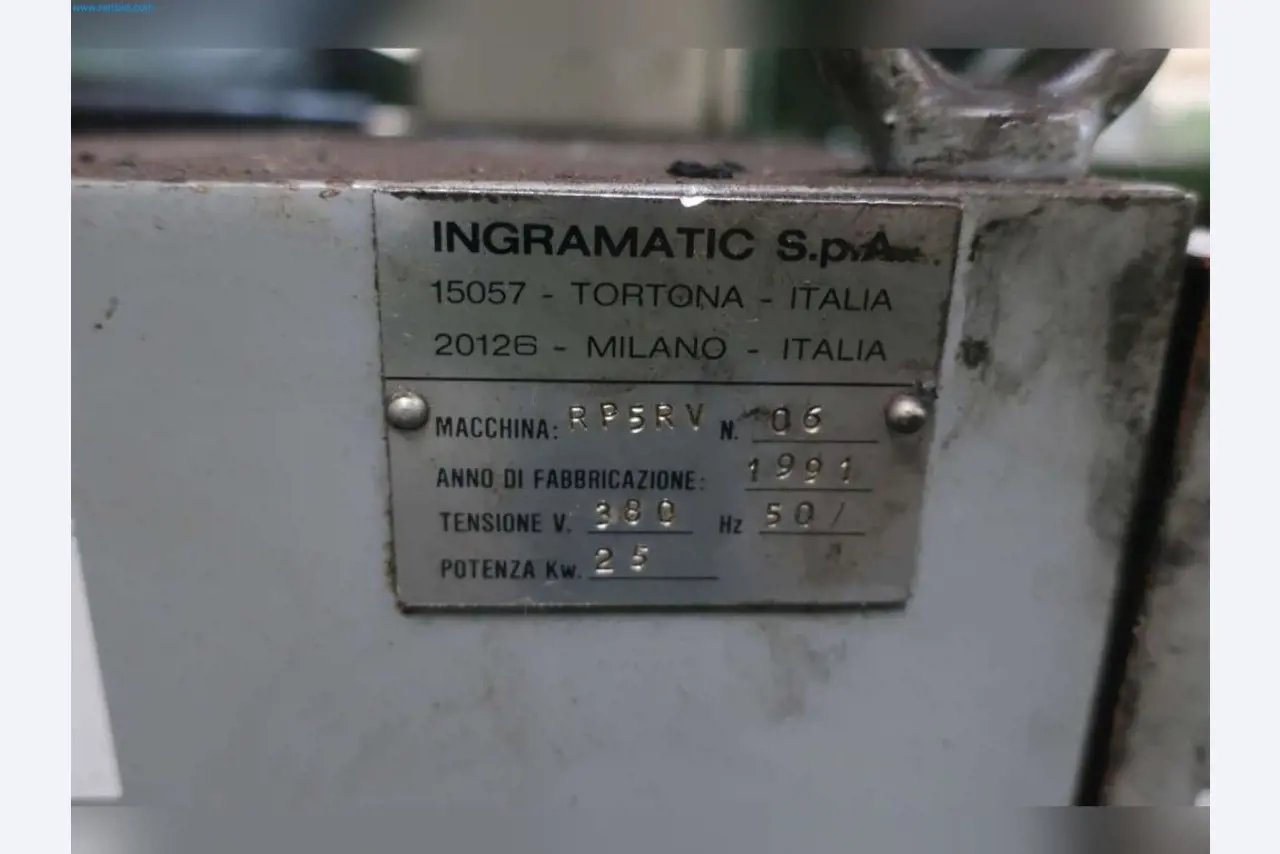 INGRAMATIC S.p.A.
15057 - TORTONA - ITALIA
20126 - MILANO - ITALIA
MACCHINA: RP5RV N. 06
ANNO DI FABBRICAZIONE: 1991
TENSIONE V. 380 Hz 50/
POTENZA Kw. 25